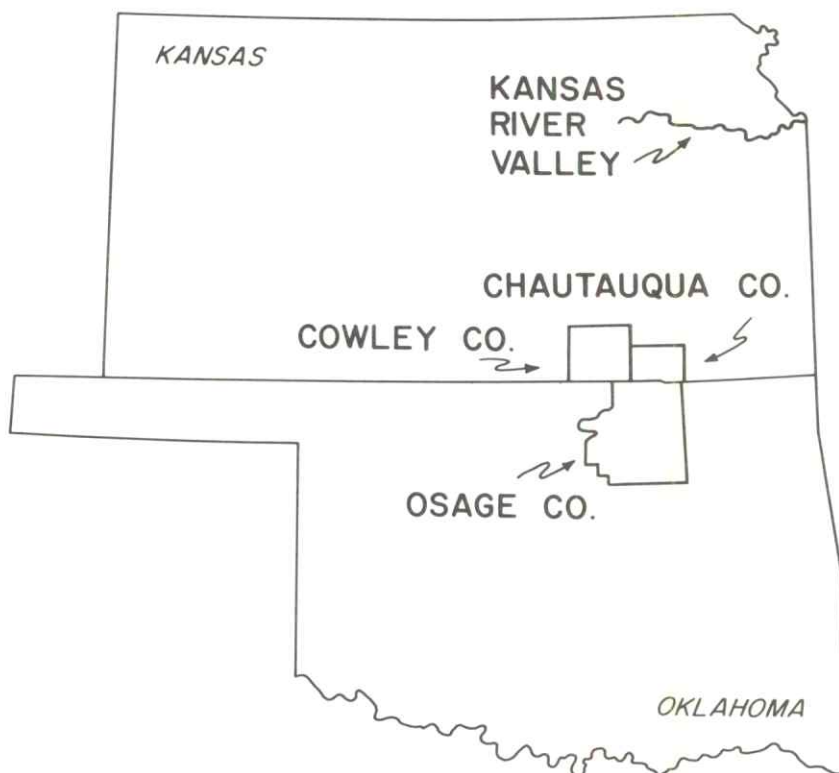 KANSAS
KANSAS
RIVER
VALLEY
CHAUTAUQUA CO.
COWLEY CO.
OSAGE CO.
OKLAHOMA